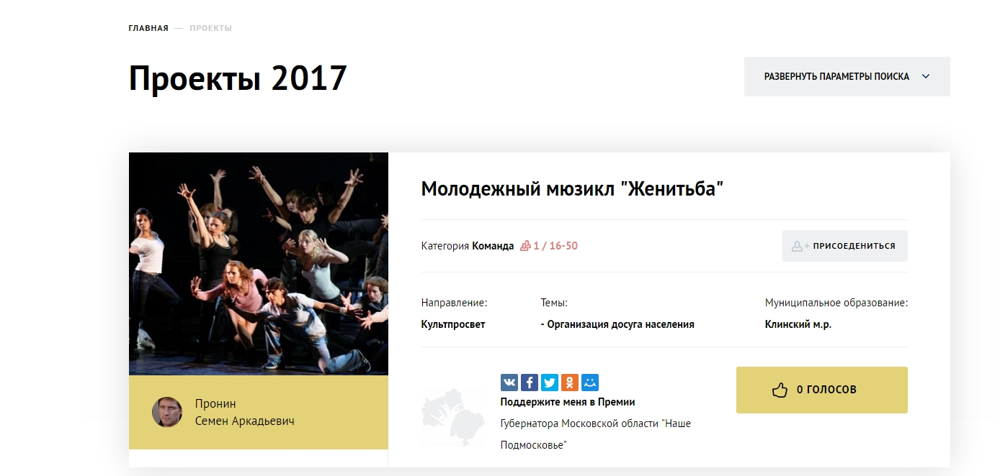 ГЛАВНАЯ — ПРОЕКТЫ
Проекты 2017
РАЗВЕРНУТЬ ПАРАМЕТРЫ ПОИСКА
Молодежный мюзикл "Женитьба"
Категория Команда 1 / 16-50
ПРИСОЕДЕНИТЬСЯ
Направление: Темы: Муниципальное образование:
Культпросвет - Организация досуга населения Клинский м.р.
Поддержите меня в Премии
Губернатора Московской области "Наше
Подмосковье"
0 ГОЛОСОВ
Пронин
Семен Аркадьевич